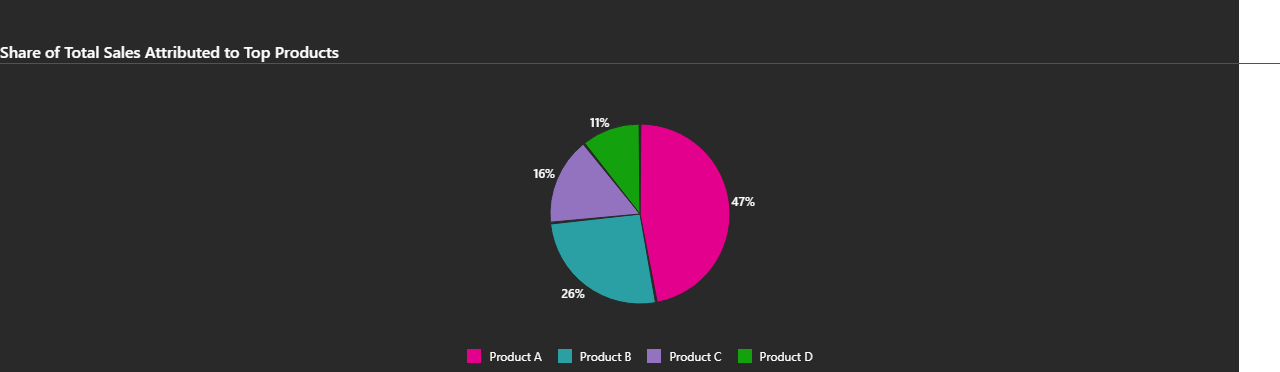 Share of Total Sales Attributed to Top Products
11%
16%
47%
26%
Product A Product B Product C Product D